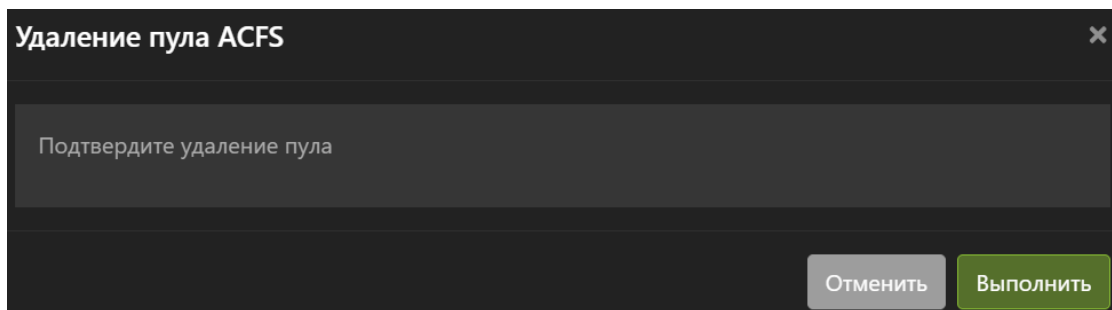 Удаление пула ACFS
Подтвердите удаление пула
Отменить Выполнить